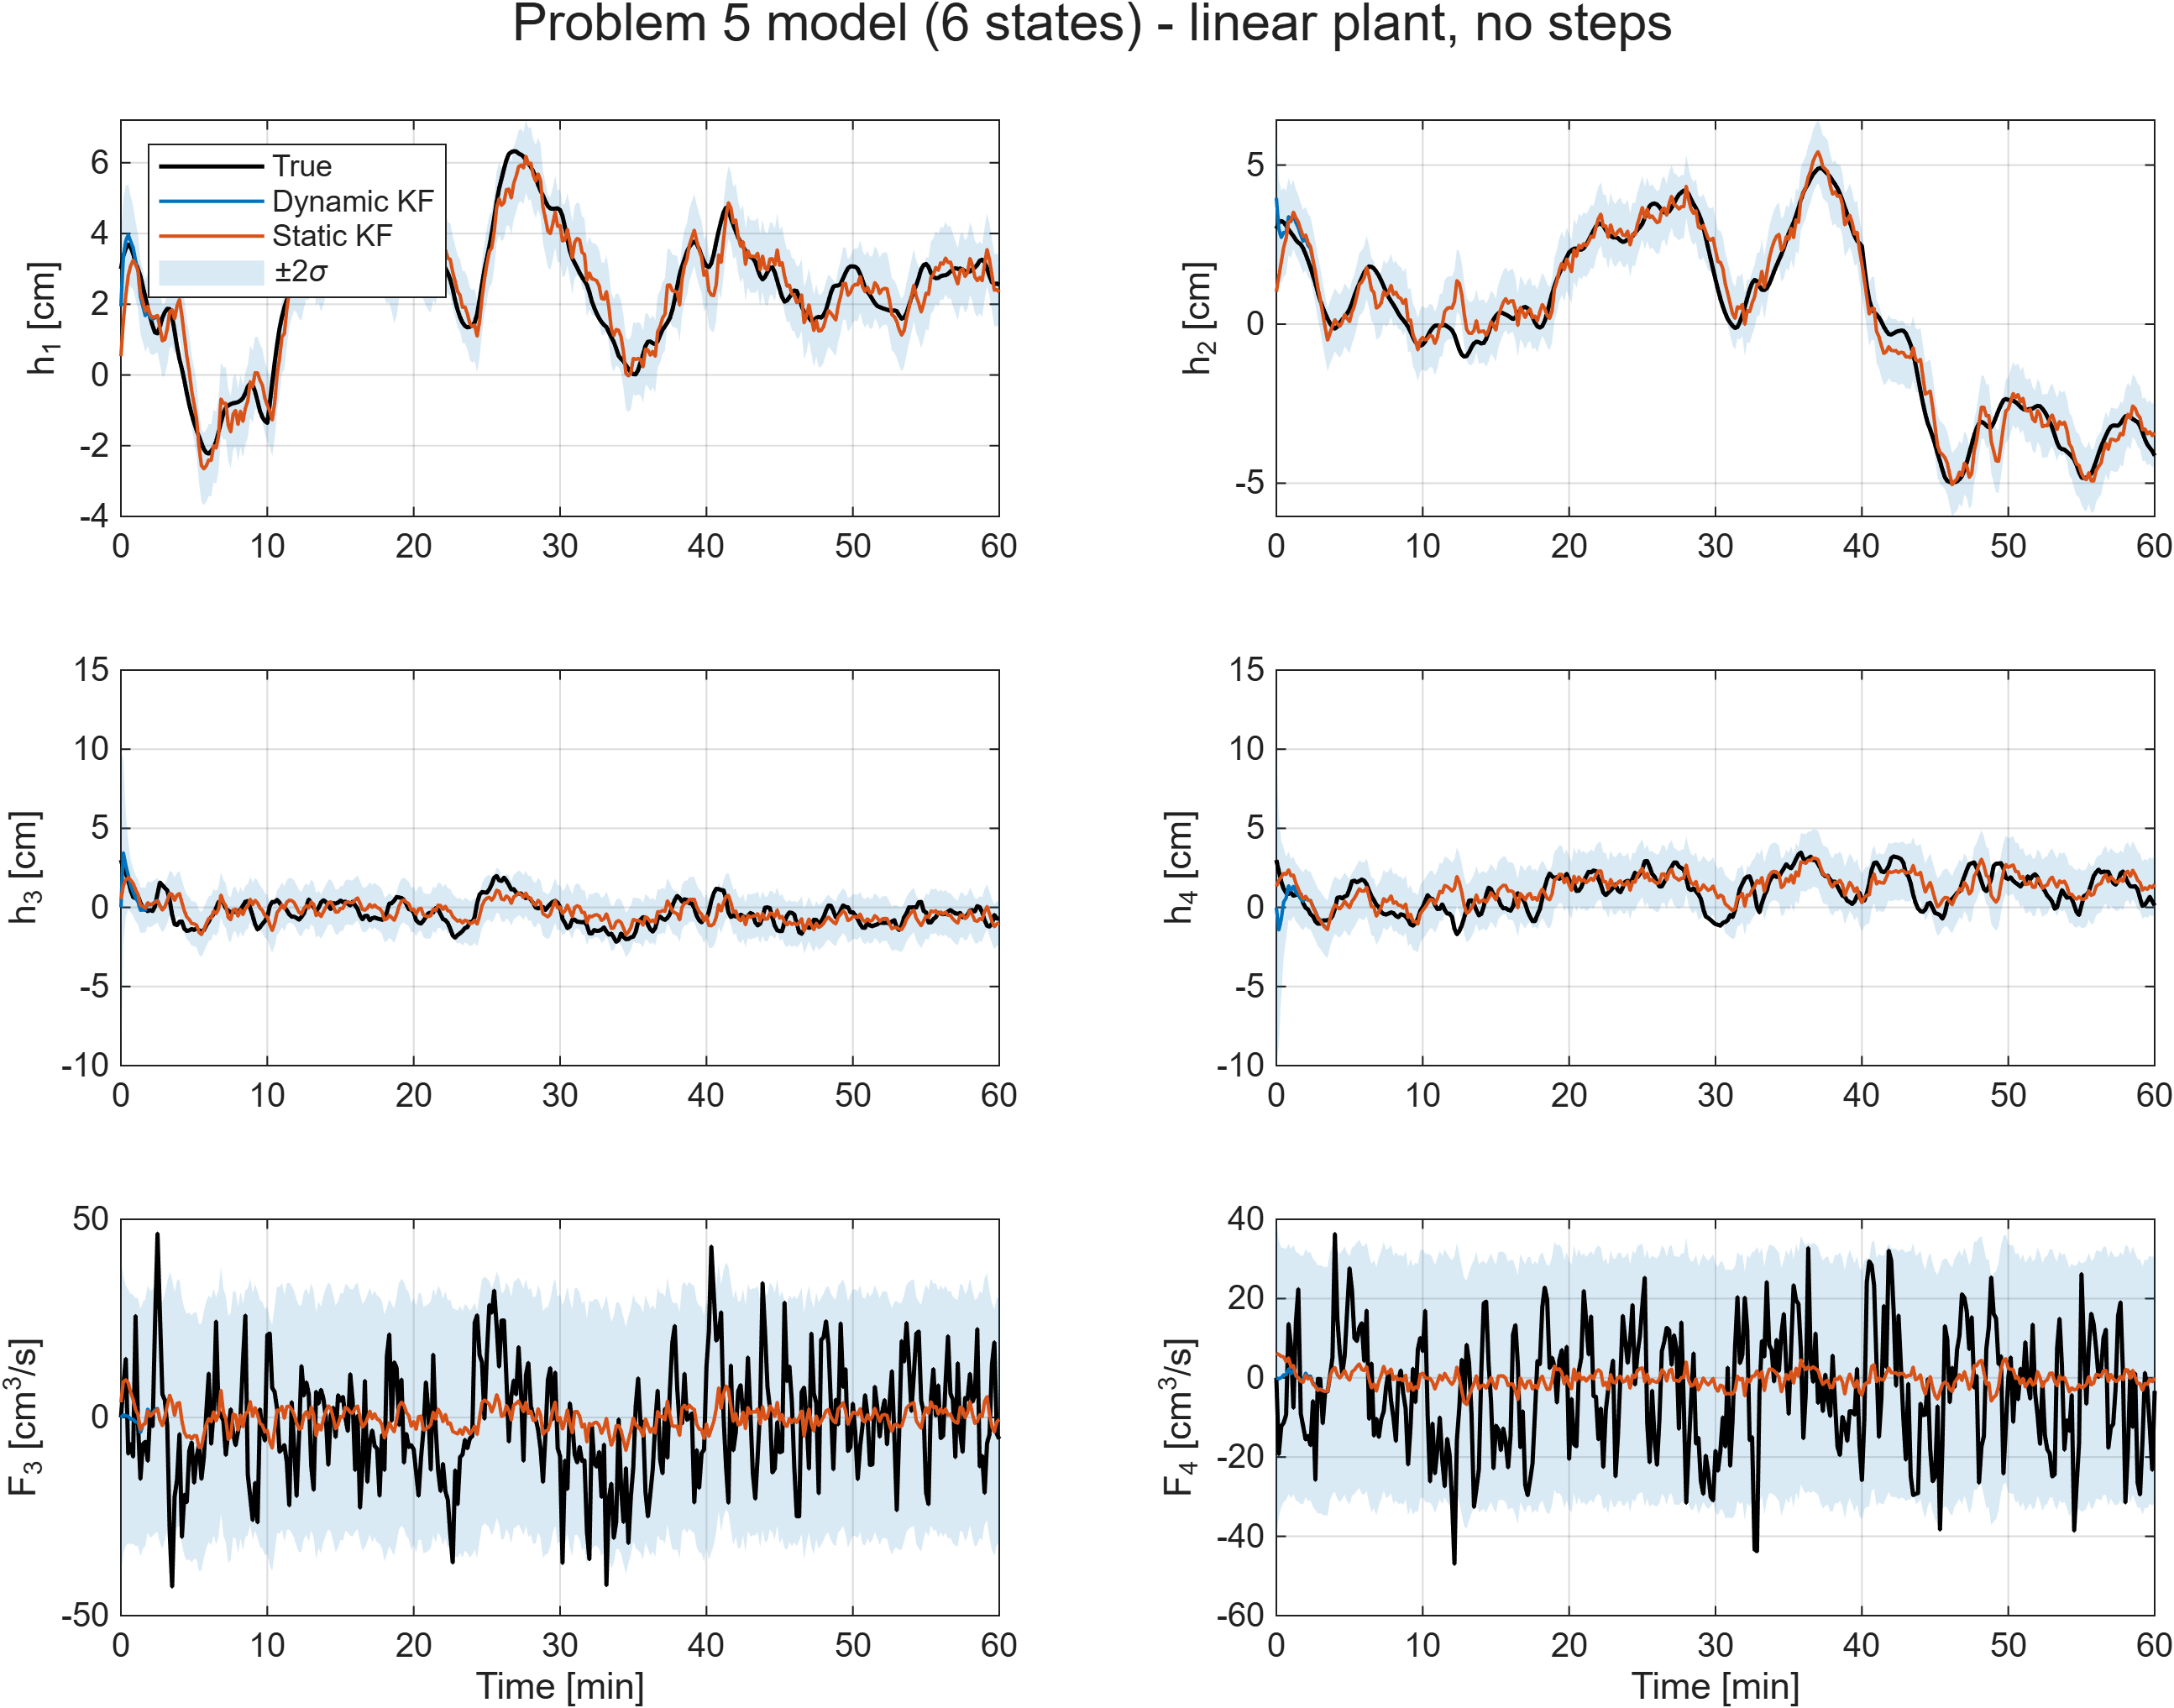 Problem 5 model (6 states) - linear plant, no steps
True
Dynamic KF
Static KF
±2σ
h₁ [cm]
6
4
2
0
-2
-4
0 10 20 30 40 50 60
h₂ [cm]
5
0
-5
0 10 20 30 40 50 60
h₃ [cm]
15
10
5
0
-5
-10
0 10 20 30 40 50 60
h₄ [cm]
15
10
5
0
-5
-10
0 10 20 30 40 50 60
F₃ [cm³/s]
50
0
-50
0 10 20 30 40 50 60
Time [min]
F₄ [cm³/s]
40
20
0
-20
-40
-60
0 10 20 30 40 50 60
Time [min]